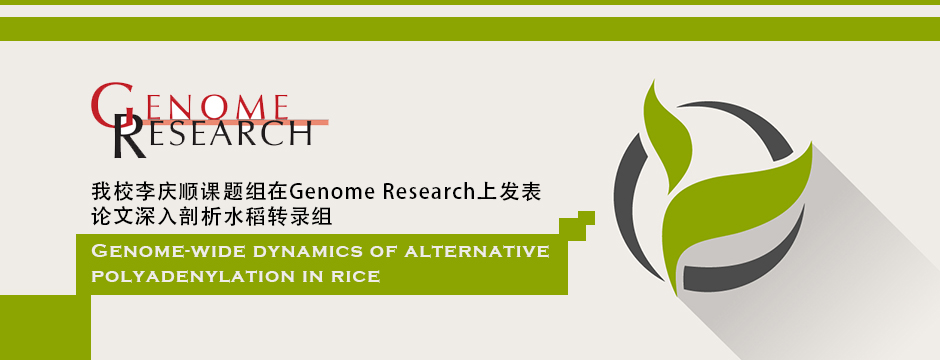 GENOME
RESEARCH
我校李庆顺课题组在Genome Research上发表
论文深入剖析水稻转录组
GENOME-WIDE DYNAMICS OF ALTERNATIVE
POLYADENYLATION IN RICE